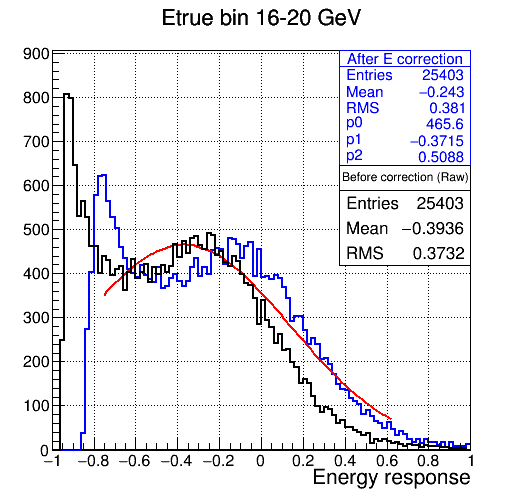 Etrue bin 16-20 GeV
After E correction
Entries 25403
Mean −0.243
RMS 0.381
p0 465.6
p1 −0.3715
p2 0.5088
Before correction (Raw)
Entries 25403
Mean −0.3936
RMS 0.3732
900
800
700
600
500
400
300
200
100
0
−1 −0.8 −0.6 −0.4 −0.2 0 0.2 0.4 0.6 0.8 1
Energy response